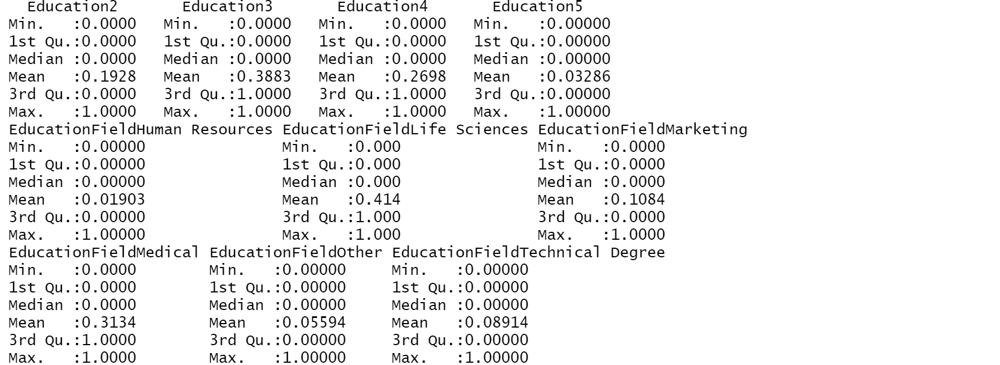 Education2 Education3 Education4 Education5
Min. :0.0000 Min. :0.0000 Min. :0.0000 Min. :0.00000
1st Qu.:0.0000 1st Qu.:0.0000 1st Qu.:0.0000 1st Qu.:0.00000
Median :0.0000 Median :0.0000 Median :0.0000 Median :0.00000
Mean :0.1928 Mean :0.3883 Mean :0.2698 Mean :0.03286
3rd Qu.:0.0000 3rd Qu.:1.0000 3rd Qu.:1.0000 3rd Qu.:0.00000
Max. :1.0000 Max. :1.0000 Max. :1.0000 Max. :1.00000
EducationFieldHuman Resources EducationFieldLife Sciences EducationFieldMarketing
Min. :0.00000 Min. :0.000 Min. :0.0000
1st Qu.:0.00000 1st Qu.:0.000 1st Qu.:0.0000
Median :0.00000 Median :0.000 Median :0.0000
Mean :0.01903 Mean :0.414 Mean :0.1084
3rd Qu.:0.00000 3rd Qu.:1.000 3rd Qu.:0.0000
Max. :1.00000 Max. :1.000 Max. :1.0000
EducationFieldMedical EducationFieldOther EducationFieldTechnical Degree
Min. :0.0000 Min. :0.00000 Min. :0.00000
1st Qu.:0.0000 1st Qu.:0.00000 1st Qu.:0.00000
Median :0.0000 Median :0.00000 Median :0.00000
Mean :0.3134 Mean :0.05594 Mean :0.08914
3rd Qu.:1.0000 3rd Qu.:0.00000 3rd Qu.:0.00000
Max. :1.0000 Max. :1.00000 Max. :1.00000